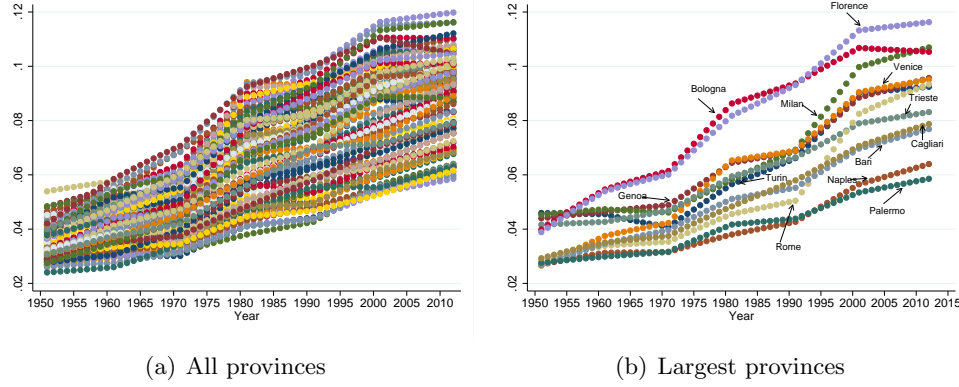 .12
.1
.08
.06
.04
.02
1950 1955 1960 1965 1970 1975 1980 1985 1990 1995 2000 2005 2010
Year
(a) All provinces
.12
.1
.08
.06
.04
.02
Florence
Bologna
Milan
Venice
Trieste
Cagliari
Bari
Turin
Genoa
Naples
Palermo
Rome
1950 1955 1960 1965 1970 1975 1980 1985 1990 1995 2000 2005 2010 2015
Year
(b) Largest provinces